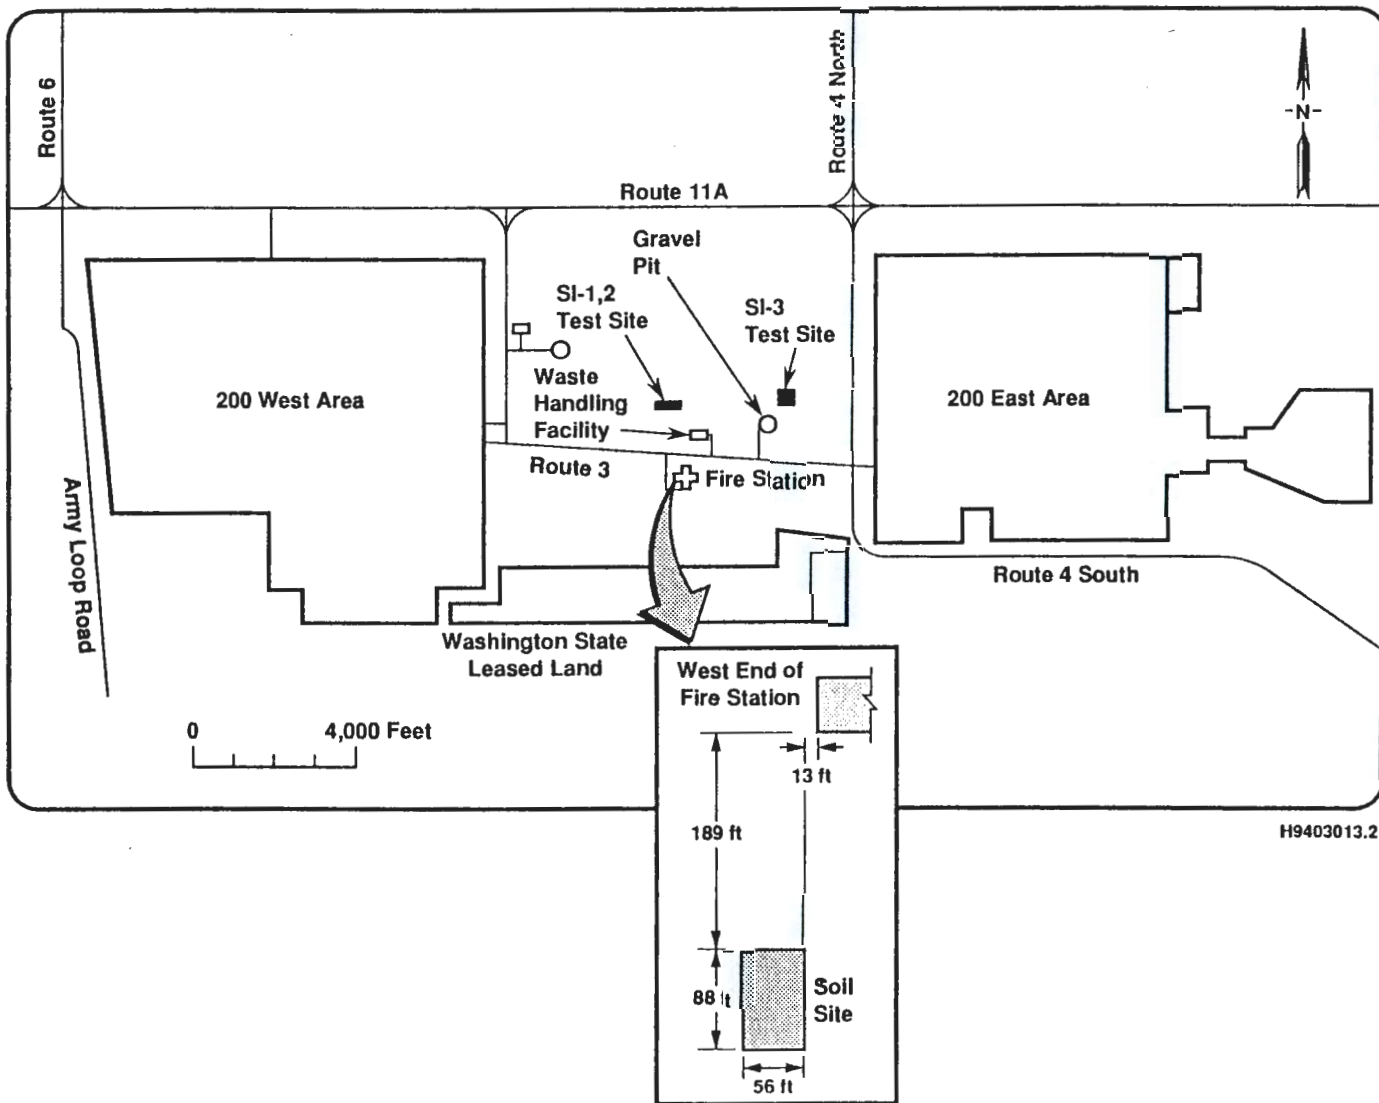 Route 6
Route 4 North
N
Route 11A
Gravel
Pit
SI-1,2
Test Site
SI-3
Test Site
Waste
Handling
Facility
200 West Area
200 East Area
Route 3
Fire Station
Army Loop Road
Route 4 South
Washington State
Leased Land
West End of
Fire Station
0 4,000 Feet
13 ft
189 ft
H9403013.2
88 ft
Soil
Site
56 ft